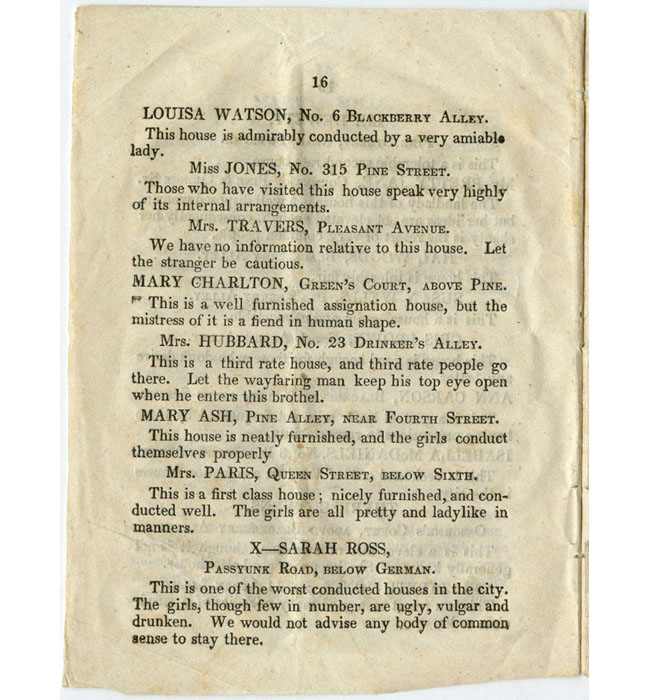 16
LOUISA WATSON, No. 6 Blackberry Alley.
This house is admirably conducted by a very amiable
lady.
Miss JONES, No. 315 Pine Street.
Those who have visited this house speak very highly
of its internal arrangements.
Mrs. TRAVERS, Pleasant Avenue.
We have no information relative to this house. Let
the stranger be cautious.
MARY CHARLTON, Green's Court, above Pine.
This is a well furnished assignation house, but the
mistress of it is a fiend in human shape.
Mrs. HUBBARD, No. 23 Drinker's Alley.
This is a third rate house, and third rate people go
there. Let the wayfaring man keep his top eye open
when he enters this brothel.
MARY ASH, Pine Alley, near Fourth Street.
This house is neatly furnished, and the girls conduct
themselves properly
Mrs. PARIS, Queen Street, below Sixth.
This is a first class house; nicely furnished, and con-
ducted well. The girls are all pretty and ladylike in
manners.
X—SARAH ROSS,
Passyunk Road, below German.
This is one of the worst conducted houses in the city.
The girls, though few in number, are ugly, vulgar and
drunken. We would not advise any body of common
sense to stay there.